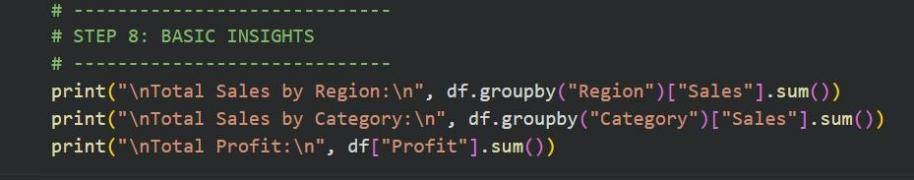 # -----------------------------
# STEP 8: BASIC INSIGHTS
# -----------------------------
print("\nTotal Sales by Region:\n", df.groupby("Region")["Sales"].sum())
print("\nTotal Sales by Category:\n", df.groupby("Category")["Sales"].sum())
print("\nTotal Profit:\n", df["Profit"].sum())